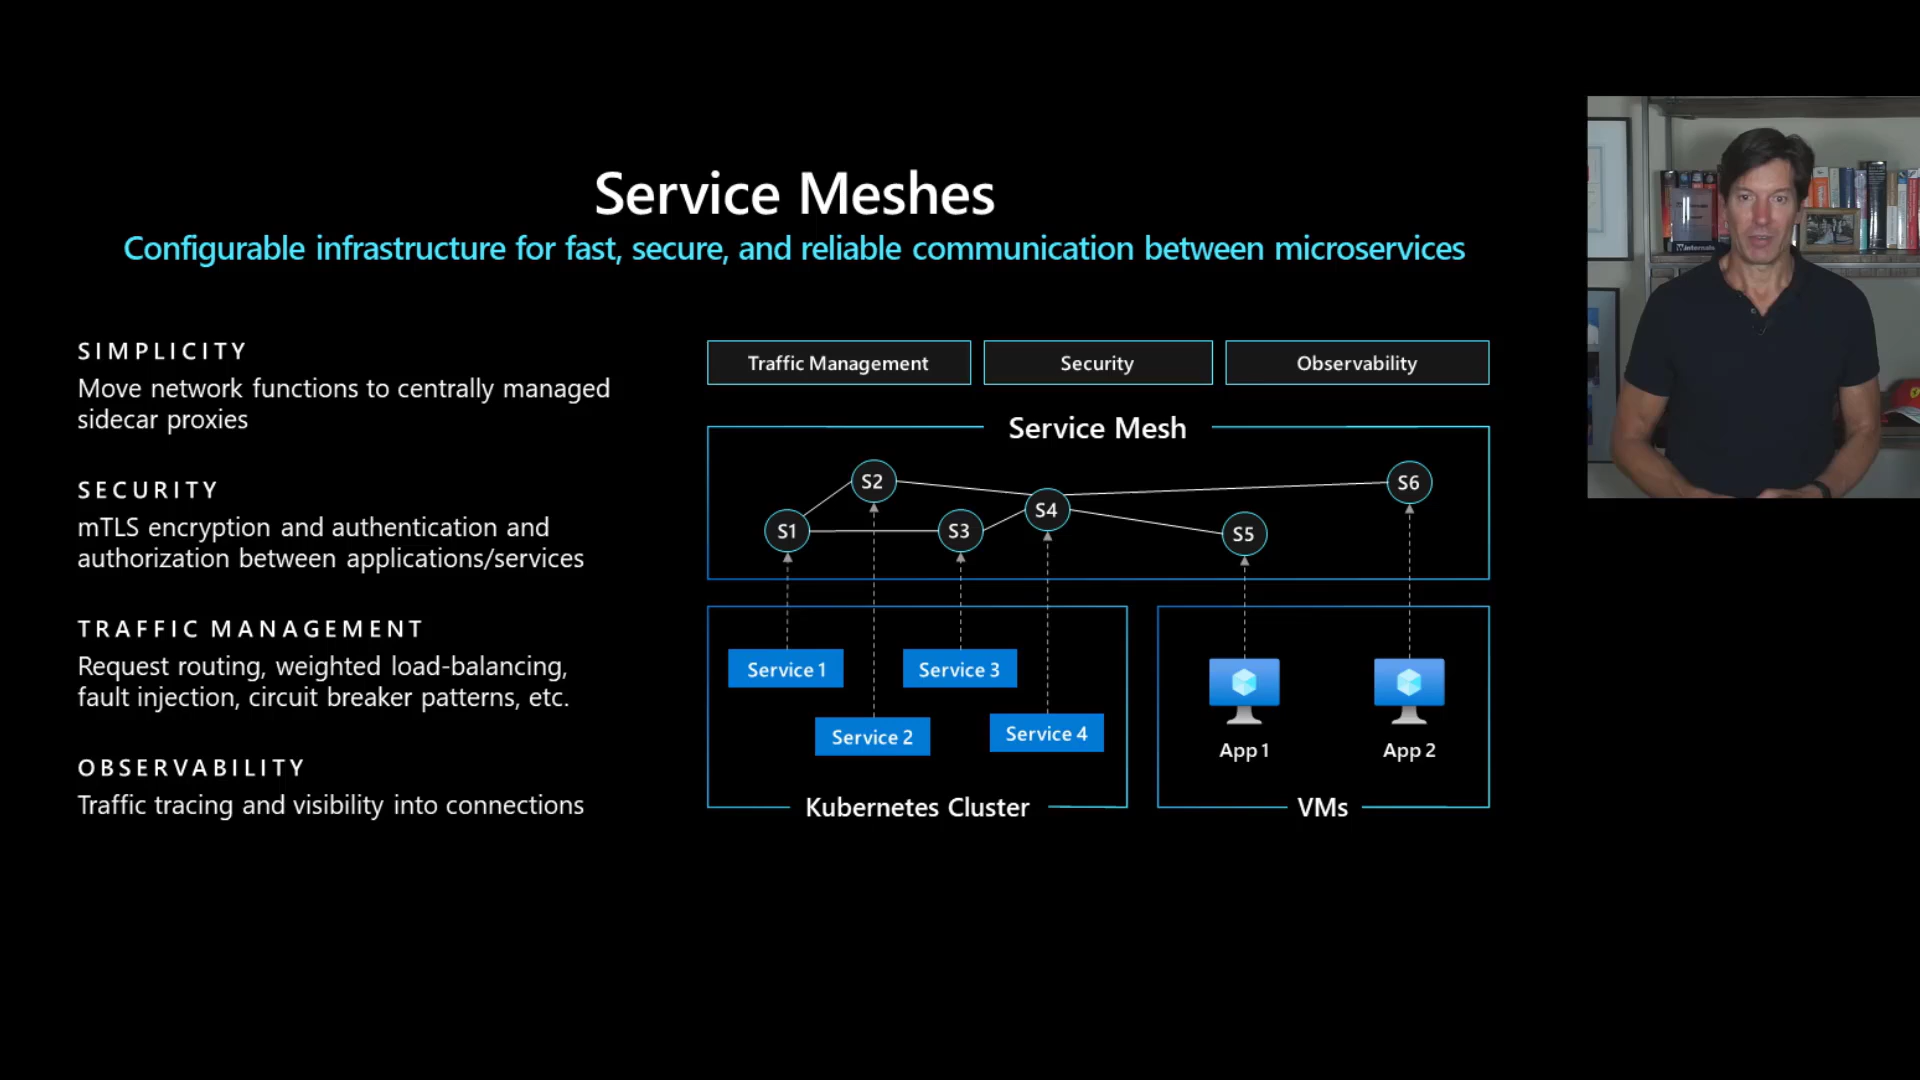 Service Meshes
Configurable infrastructure for fast, secure, and reliable communication between microservices
SIMPLICITY
Move network functions to centrally managed
sidecar proxies
SECURITY
mTLS encryption and authentication and
authorization between applications/services
TRAFFIC MANAGEMENT
Request routing, weighted load-balancing,
fault injection, circuit breaker patterns, etc.
OBSERVABILITY
Traffic tracing and visibility into connections
Traffic Management
Security
Observability
Service Mesh
S1
S2
S3
S4
S5
S6
Service 1
Service 2
Service 3
Service 4
Kubernetes Cluster
App 1
App 2
VMs